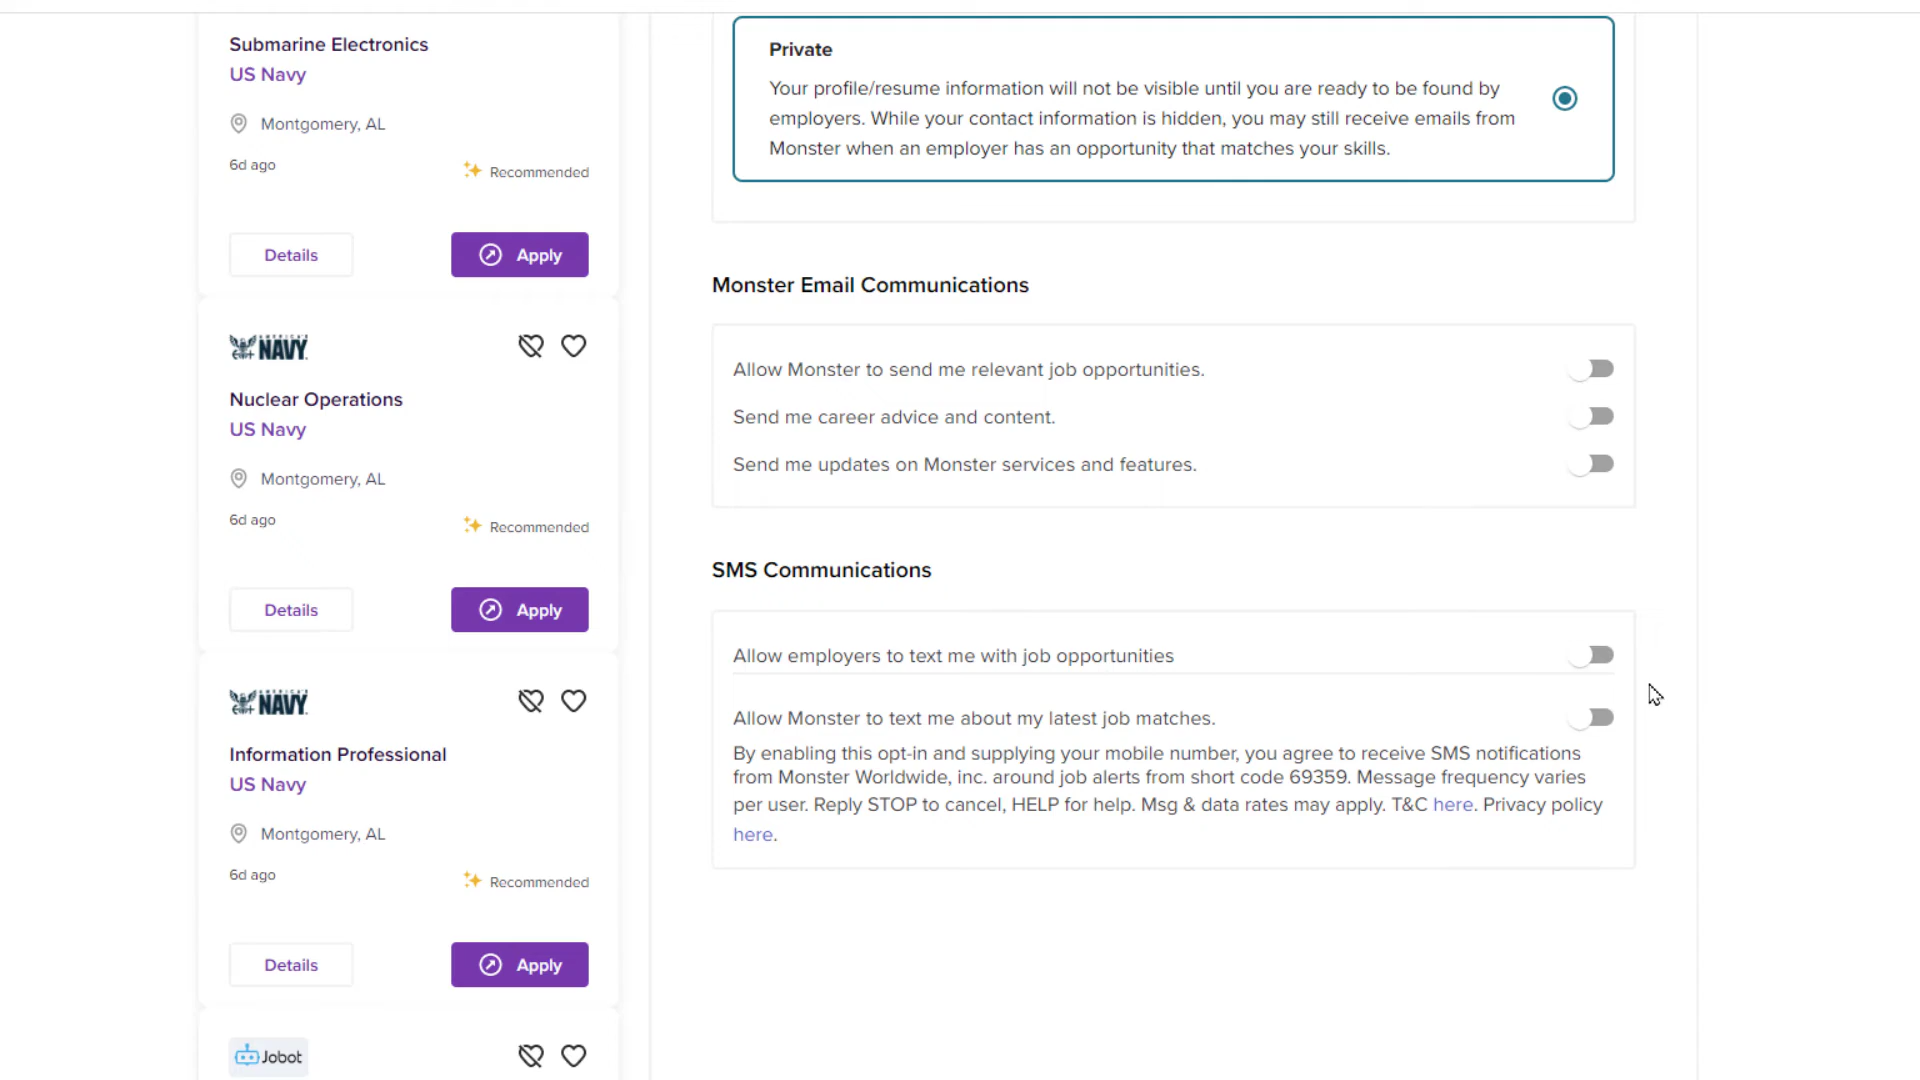 Submarine Electronics
US Navy
Montgomery, AL
6d ago
Recommended
Details
Apply
AMERICA'S
NAVY
Nuclear Operations
US Navy
Montgomery, AL
6d ago
Recommended
Details
Apply
AMERICA'S
NAVY
Information Professional
US Navy
Montgomery, AL
6d ago
Recommended
Details
Apply
Jobot
Private
Your profile/resume information will not be visible until you are ready to be found by
employers. While your contact information is hidden, you may still receive emails from
Monster when an employer has an opportunity that matches your skills.
Monster Email Communications
Allow Monster to send me relevant job opportunities.
Send me career advice and content.
Send me updates on Monster services and features.
SMS Communications
Allow employers to text me with job opportunities
Allow Monster to text me about my latest job matches.
By enabling this opt-in and supplying your mobile number, you agree to receive SMS notifications
from Monster Worldwide, inc. around job alerts from short code 69359. Message frequency varies
per user. Reply STOP to cancel, HELP for help. Msg & data rates may apply. T&C here. Privacy policy
here.